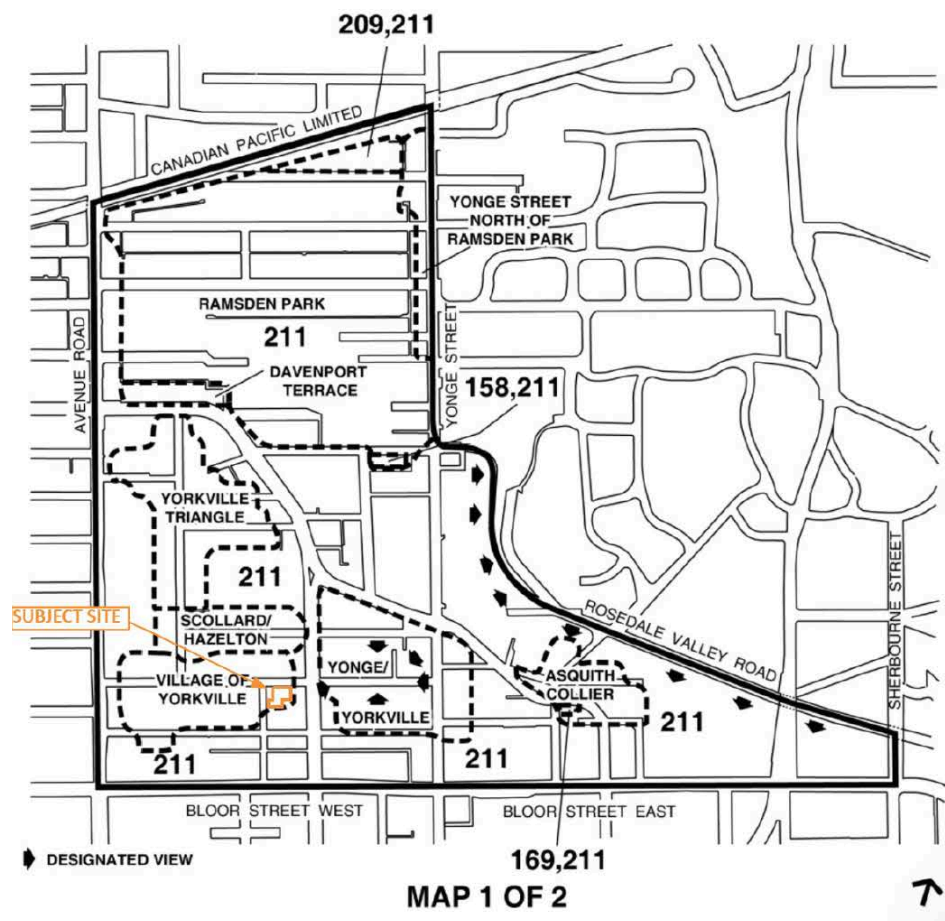 209,211
CANADIAN PACIFIC LIMITED
YONGE STREET
NORTH OF
RAMSDEN PARK
RAMSDEN PARK
211
AVENUE ROAD
YONGE STREET
DAVENPORT
TERRACE
158,211
YORKVILLE
TRIANGLE
211
SHERBOURNE STREET
SUBJECT SITE
SCOLLARD/
HAZELTON
ROSEDALE VALLEY ROAD
VILLAGE OF
YORKVILLE
YONGE/
YORKVILLE
ASQUITH
COLLIER
211
211
211
BLOOR STREET WEST
BLOOR STREET EAST
DESIGNATED VIEW
169,211
MAP 1 OF 2